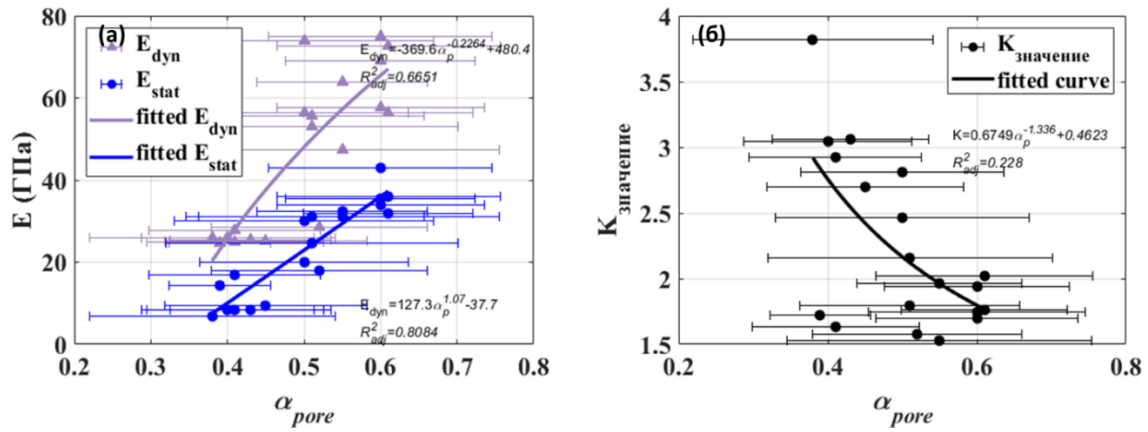 (а)
E_dyn
E_stat
fitted E_dyn
fitted E_stat
E_dyn=-369.6α_p^-0.2264+480.4
R²_adj=0.6651
E_dyn=127.3α_p^1.07-37.7
R²_adj=0.8084
80
60
40
20
0
E (ГПа)
0.2 0.3 0.4 0.5 0.6 0.7 0.8
α_pore
(б)
K_значение
fitted curve
K=0.6749α_p^-1.336+0.4623
R²_adj=0.228
4
3.5
3
2.5
2
1.5
K_значение
0.2 0.4 0.6 0.8
α_pore